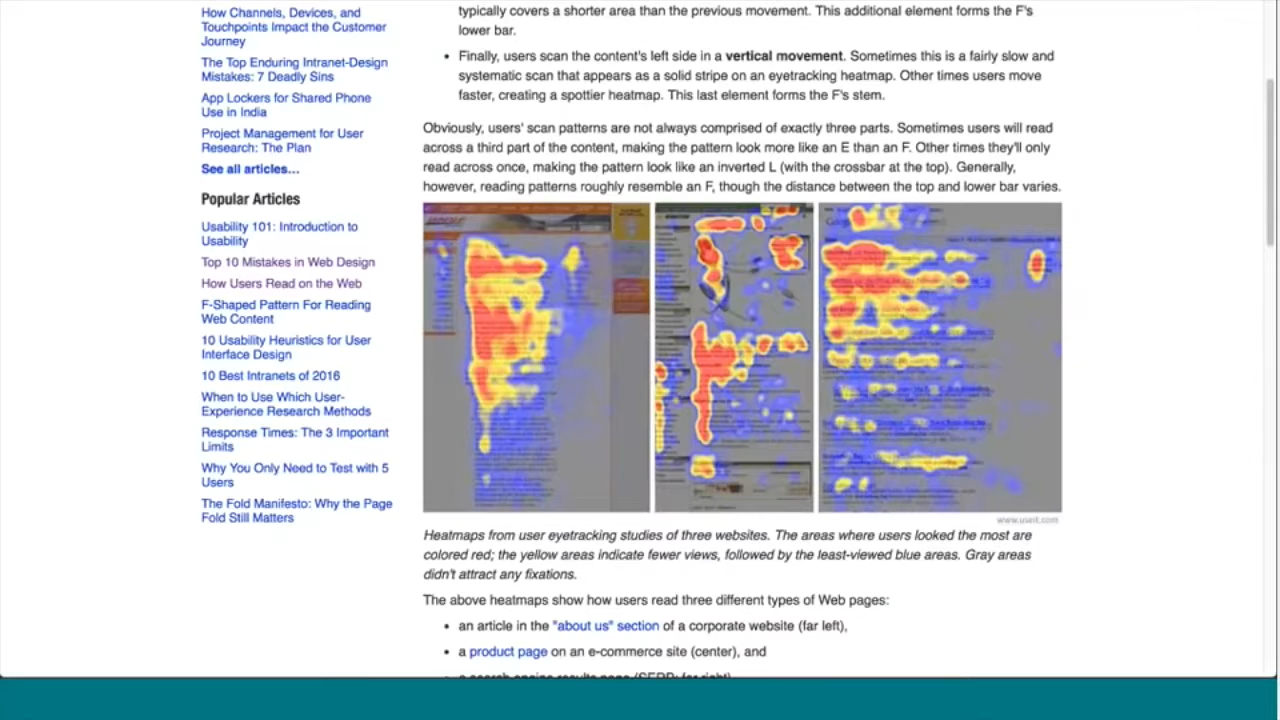 How Channels, Devices, and
Touchpoints Impact the Customer
Journey
The Top Enduring Intranet-Design
Mistakes: 7 Deadly Sins
App Lockers for Shared Phone
Use in India
Project Management for User
Research: The Plan
See all articles...
Popular Articles
Usability 101: Introduction to
Usability
Top 10 Mistakes in Web Design
How Users Read on the Web
F-Shaped Pattern For Reading
Web Content
10 Usability Heuristics for User
Interface Design
10 Best Intranets of 2016
When to Use Which User-
Experience Research Methods
Response Times: The 3 Important
Limits
Why You Only Need to Test with 5
Users
The Fold Manifesto: Why the Page
Fold Still Matters
typically covers a shorter area than the previous movement. This additional element forms the F's
lower bar.
• Finally, users scan the content's left side in a vertical movement. Sometimes this is a fairly slow and
systematic scan that appears as a solid stripe on an eyetracking heatmap. Other times users move
faster, creating a spottier heatmap. This last element forms the F's stem.
Obviously, users' scan patterns are not always comprised of exactly three parts. Sometimes users will read
across a third part of the content, making the pattern look more like an E than an F. Other times they'll only
read across once, making the pattern look like an inverted L (with the crossbar at the top). Generally,
however, reading patterns roughly resemble an F, though the distance between the top and lower bar varies.
www.useit.com
Heatmaps from user eyetracking studies of three websites. The areas where users looked the most are
colored red; the yellow areas indicate fewer views, followed by the least-viewed blue areas. Gray areas
didn't attract any fixations.
The above heatmaps show how users read three different types of Web pages:
• an article in the "about us" section of a corporate website (far left),
• a product page on an e-commerce site (center), and
• a search engine results page (SERP; far right)